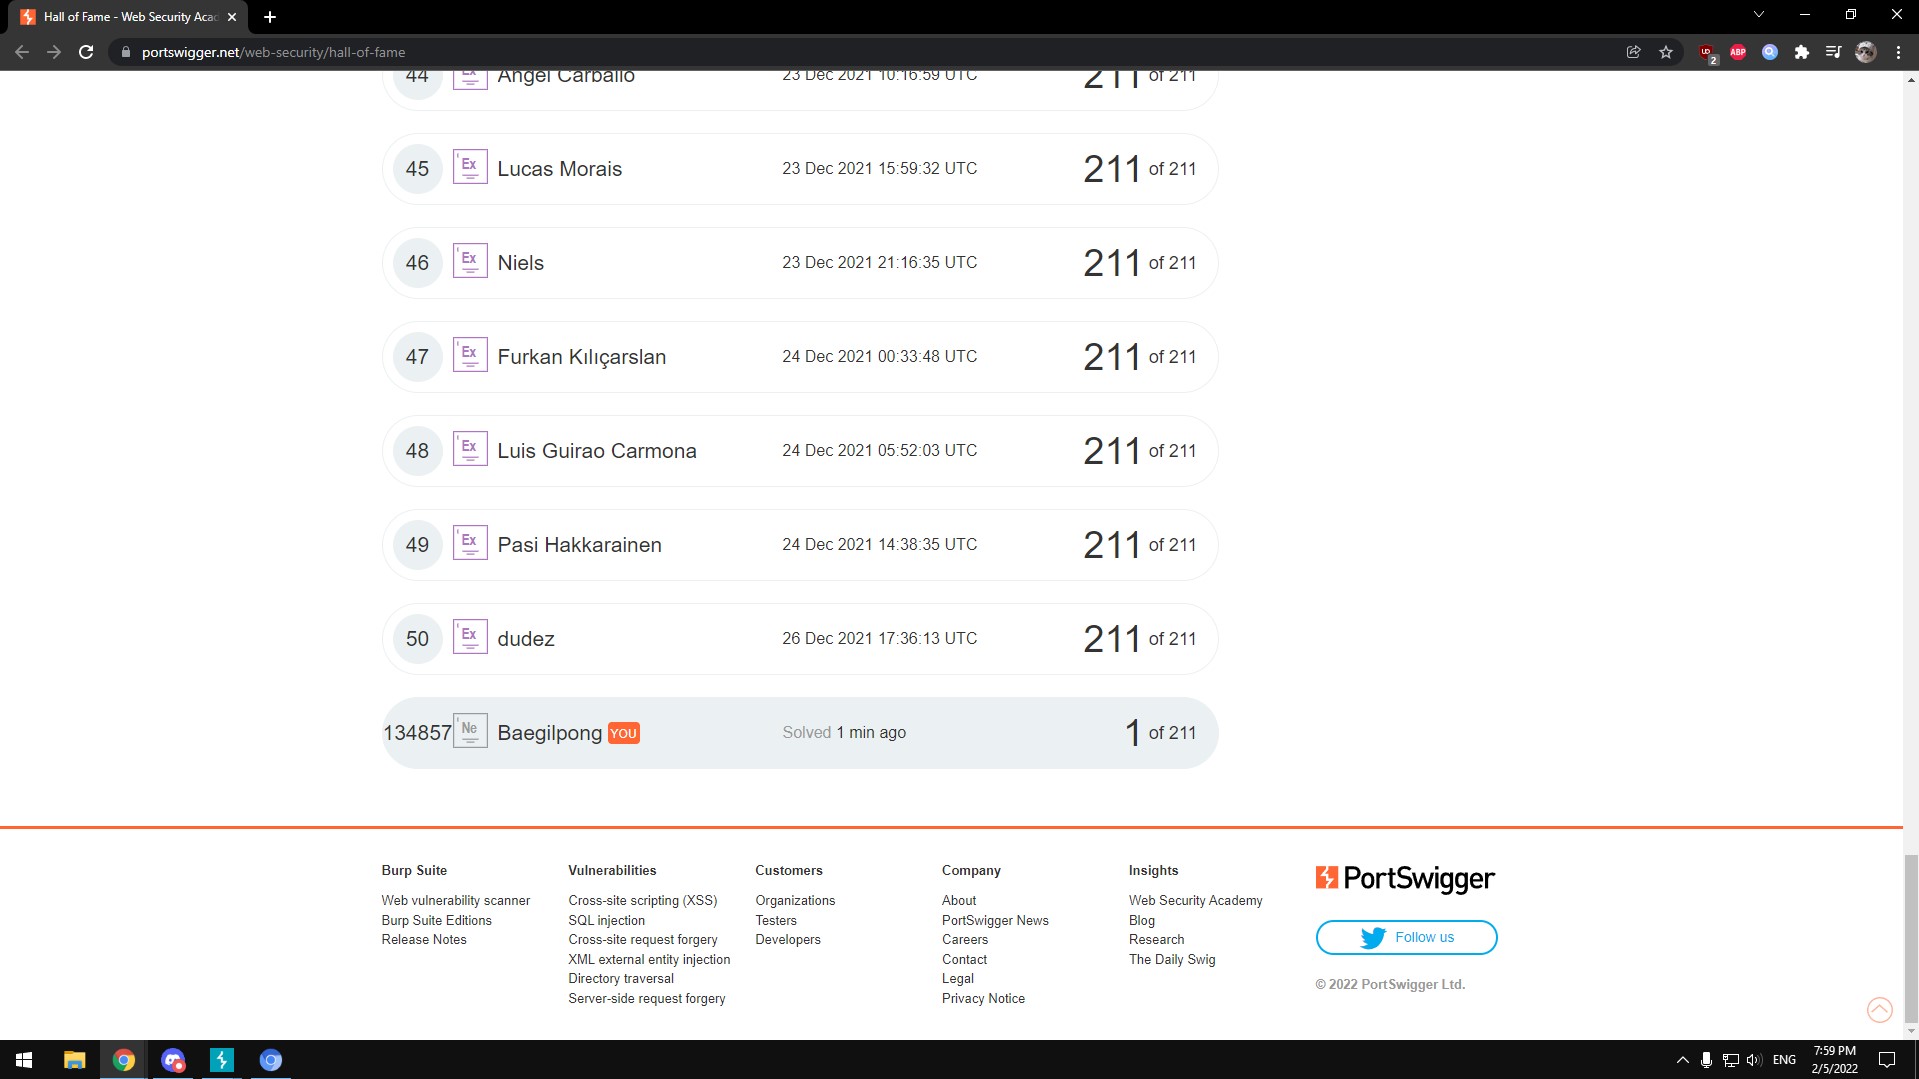 Hall of Fame - Web Security Acad
portswigger.net/web-security/hall-of-fame
UD 2 ABP
44 Ex Angel Carballo 23 Dec 2021 10:16:59 UTC 211 of 211
45 Ex Lucas Morais 23 Dec 2021 15:59:32 UTC 211 of 211
46 Ex Niels 23 Dec 2021 21:16:35 UTC 211 of 211
47 Ex Furkan Kılıçarslan 24 Dec 2021 00:33:48 UTC 211 of 211
48 Ex Luis Guirao Carmona 24 Dec 2021 05:52:03 UTC 211 of 211
49 Ex Pasi Hakkarainen 24 Dec 2021 14:38:35 UTC 211 of 211
50 Ex dudez 26 Dec 2021 17:36:13 UTC 211 of 211
134857 Ne Baegilpong YOU Solved 1 min ago 1 of 211
Burp Suite
Web vulnerability scanner
Burp Suite Editions
Release Notes
Vulnerabilities
Cross-site scripting (XSS)
SQL injection
Cross-site request forgery
XML external entity injection
Directory traversal
Server-side request forgery
Customers
Organizations
Testers
Developers
Company
About
PortSwigger News
Careers
Contact
Legal
Privacy Notice
Insights
Web Security Academy
Blog
Research
The Daily Swig
PortSwigger
Follow us
© 2022 PortSwigger Ltd.
ENG
7:59 PM
2/5/2022